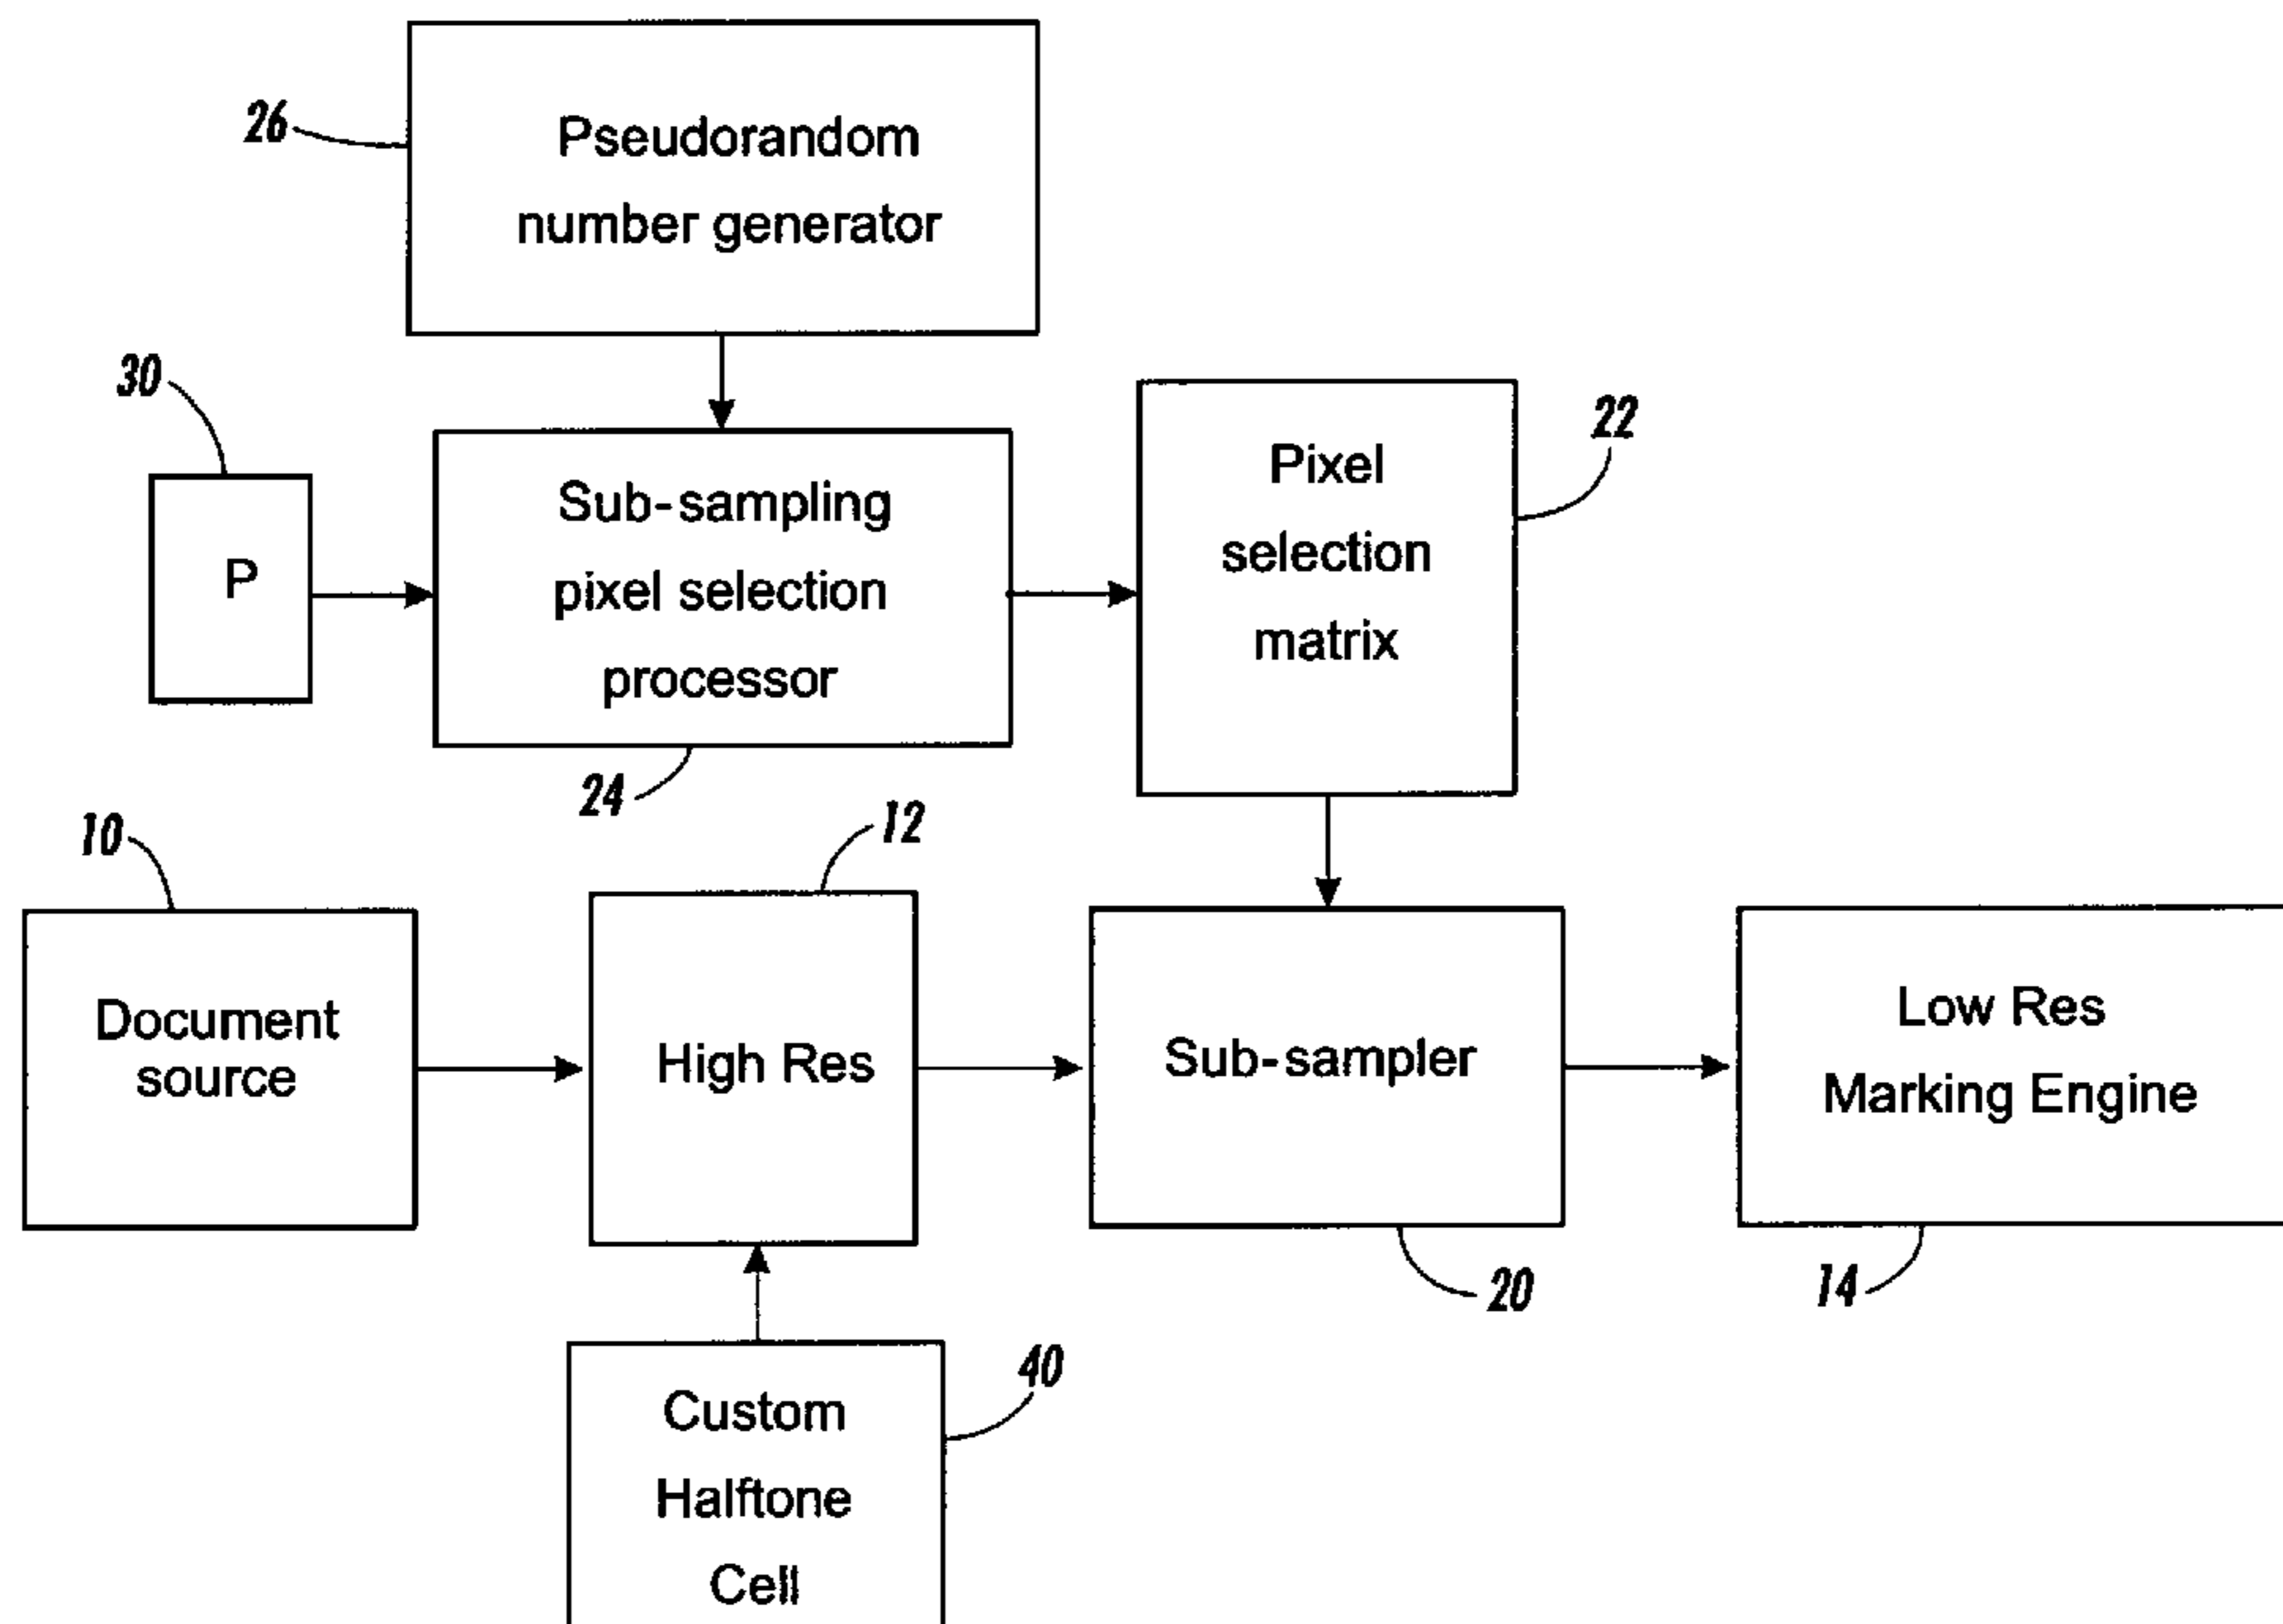 26
Pseudorandom
number generator
30
P
Sub-sampling
pixel selection
processor
24
Pixel
selection
matrix
22
10
Document
source
12
High Res
Sub-sampler
20
Low Res
Marking Engine
14
Custom
Halftone
Cell
40